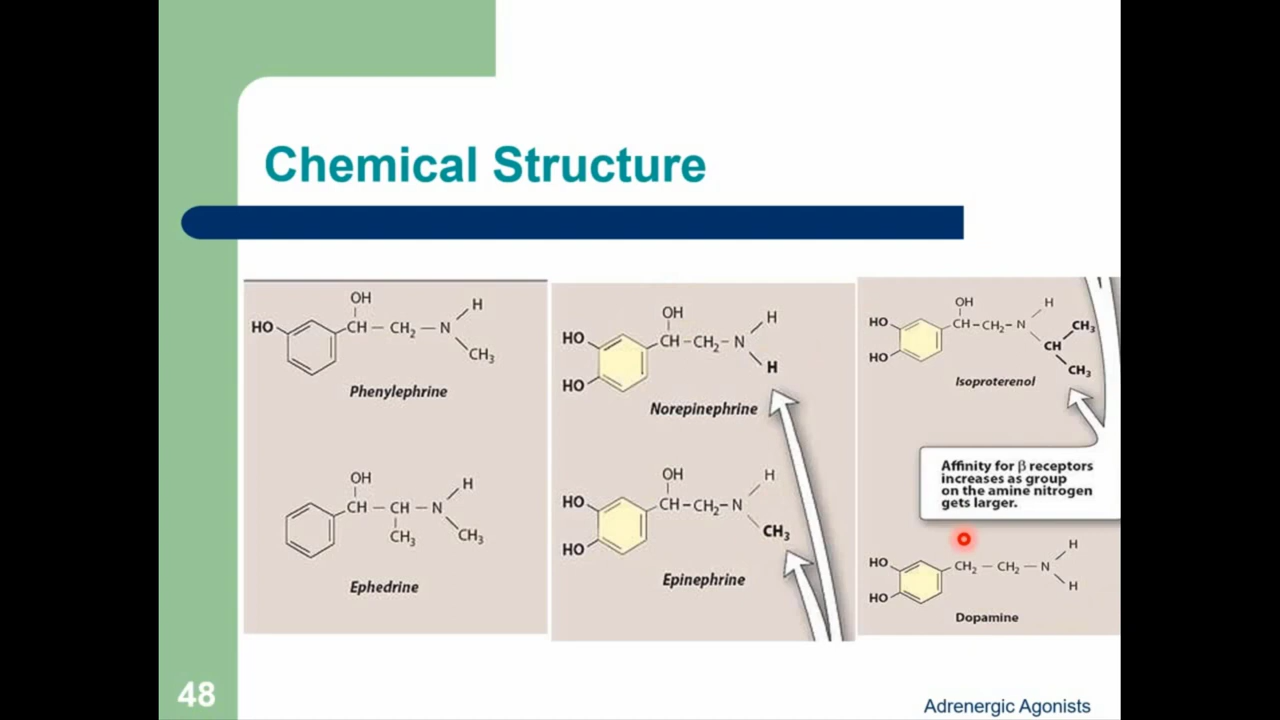 Chemical Structure
OH
H
HO
CH – CH₂ – N
CH₃
Phenylephrine
OH
H
CH – CH – N
CH₃
CH₃
Ephedrine
OH
H
HO
CH – CH₂ – N
HO
H
Norepinephrine
OH
H
HO
CH – CH₂ – N
CH₃
HO
Epinephrine
OH
H
HO
CH – CH₂ – N
CH₃
HO
CH
CH₃
Isoproterenol
Affinity for β receptors
increases as group
on the amine nitrogen
gets larger.
H
HO
CH₂ – CH₂ – N
H
HO
Dopamine
48
Adrenergic Agonists